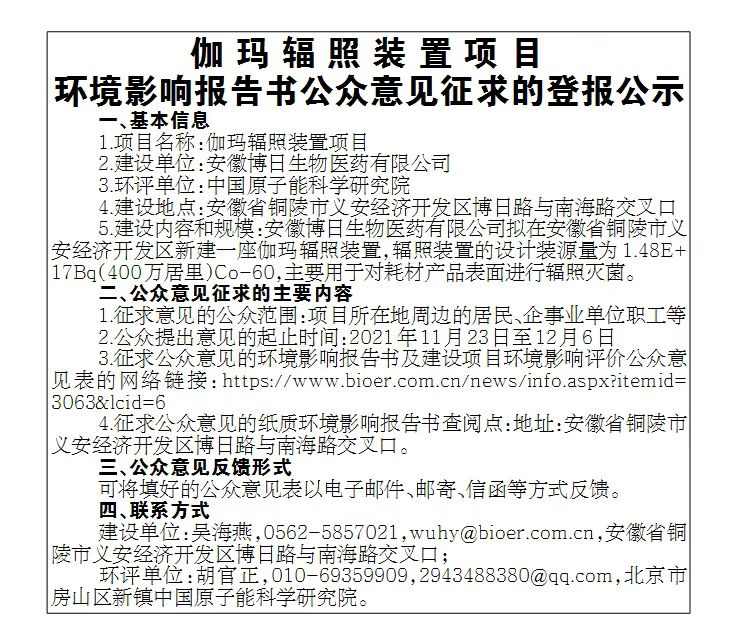 伽玛辐照装置项目
环境影响报告书公众意见征求的登报公示
一、基本信息
1.项目名称:伽玛辐照装置项目
2.建设单位:安徽博日生物医药有限公司
3.环评单位:中国原子能科学研究院
4.建设地点:安徽省铜陵市义安经济开发区博日路与南海路交叉口
5.建设内容和规模:安徽博日生物医药有限公司拟在安徽省铜陵市义
安经济开发区新建一座伽玛辐照装置,辐照装置的设计装源量为1.48E+
17Bq(400万居里)Co-60,主要用于对耗材产品表面进行辐照灭菌。
二、公众意见征求的主要内容
1.征求意见的公众范围:项目所在地周边的居民、企事业单位职工等
2.公众提出意见的起止时间:2021年11月23日至12月6日
3.征求公众意见的环境影响报告书及建设项目环境影响评价公众意
见表的网络链接:https://www.bioer.com.cn/news/info.aspx?itemid=
3063&lcid=6
4.征求公众意见的纸质环境影响报告书查阅点:地址:安徽省铜陵市
义安经济开发区博日路与南海路交叉口。
三、公众意见反馈形式
可将填好的公众意见表以电子邮件、邮寄、信函等方式反馈。
四、联系方式
建设单位:吴海燕,0562-5857021,wuhy@bioer.com.cn,安徽省铜
陵市义安经济开发区博日路与南海路交叉口;
环评单位:胡官正,010-69359909,2943488380@qq.com,北京市
房山区新镇中国原子能科学研究院。